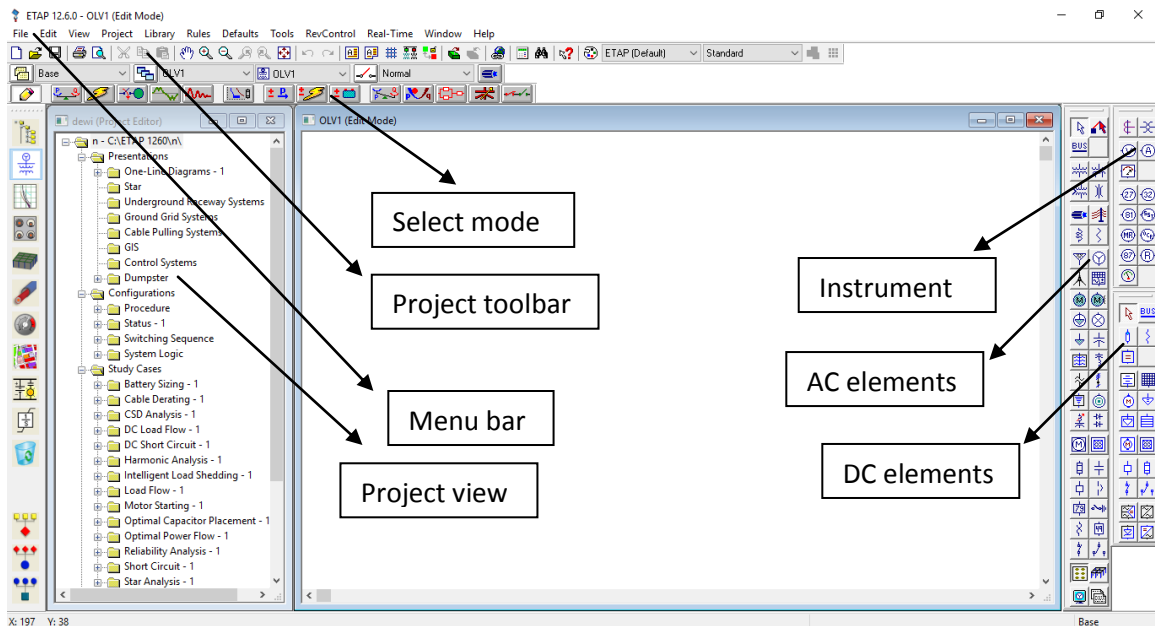 ETAP 12.6.0 - OLV1 (Edit Mode)
File Edit View Project Library Rules Defaults Tools RevControl Real-Time Window Help
ETAP (Default) Standard
Base OLV1 OLV1 Normal
dewi (Project Editor)
n - C:\ETAP 1260\n\
Presentations
One-Line Diagrams - 1
Star
Underground Raceway Systems
Ground Grid Systems
Cable Pulling Systems
GIS
Control Systems
Dumpster
Configurations
Procedure
Status - 1
Switching Sequence
System Logic
Study Cases
Battery Sizing - 1
Cable Derating - 1
CSD Analysis - 1
DC Load Flow - 1
DC Short Circuit - 1
Harmonic Analysis - 1
Intelligent Load Shedding - 1
Load Flow - 1
Motor Starting - 1
Optimal Capacitor Placement - 1
Optimal Power Flow - 1
Reliability Analysis - 1
Short Circuit - 1
Star Analysis - 1
OLV1 (Edit Mode)
Select mode
Project toolbar
Menu bar
Project view
Instrument
AC elements
DC elements
BUS
V A
27 32
81
MR
87 R
M M
BUS
M
X: 197 Y: 38
Base